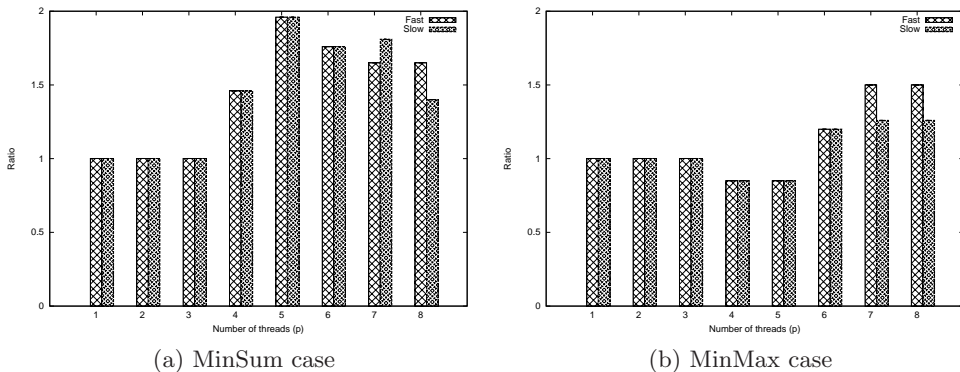 2
1.5
1
0.5
0
Ratio
Fast
Slow
1 2 3 4 5 6 7 8
Number of threads (p)
(a) MinSum case
2
1.5
1
0.5
0
Ratio
Fast
Slow
1 2 3 4 5 6 7 8
Number of threads (p)
(b) MinMax case